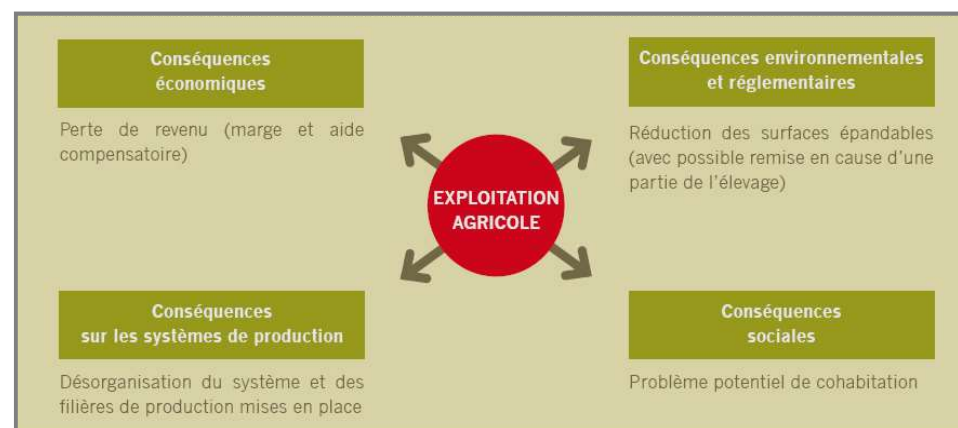 Conséquences
économiques
Perte de revenu (marge et aide
compensatoire)
Conséquences environnementales
et réglementaires
Réduction des surfaces épandables
(avec possible remise en cause d'une
partie de l'élevage)
EXPLOITATION
AGRICOLE
Conséquences
sur les systèmes de production
Désorganisation du système et des
filières de production mises en place
Conséquences
sociales
Problème potentiel de cohabitation